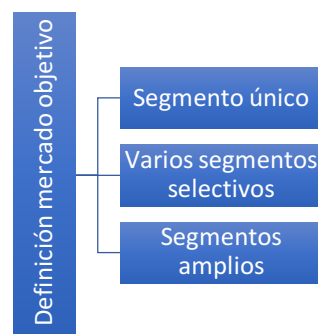 Definición mercado objetivo
Segmento único
Varios segmentos
selectivos
Segmentos
amplios